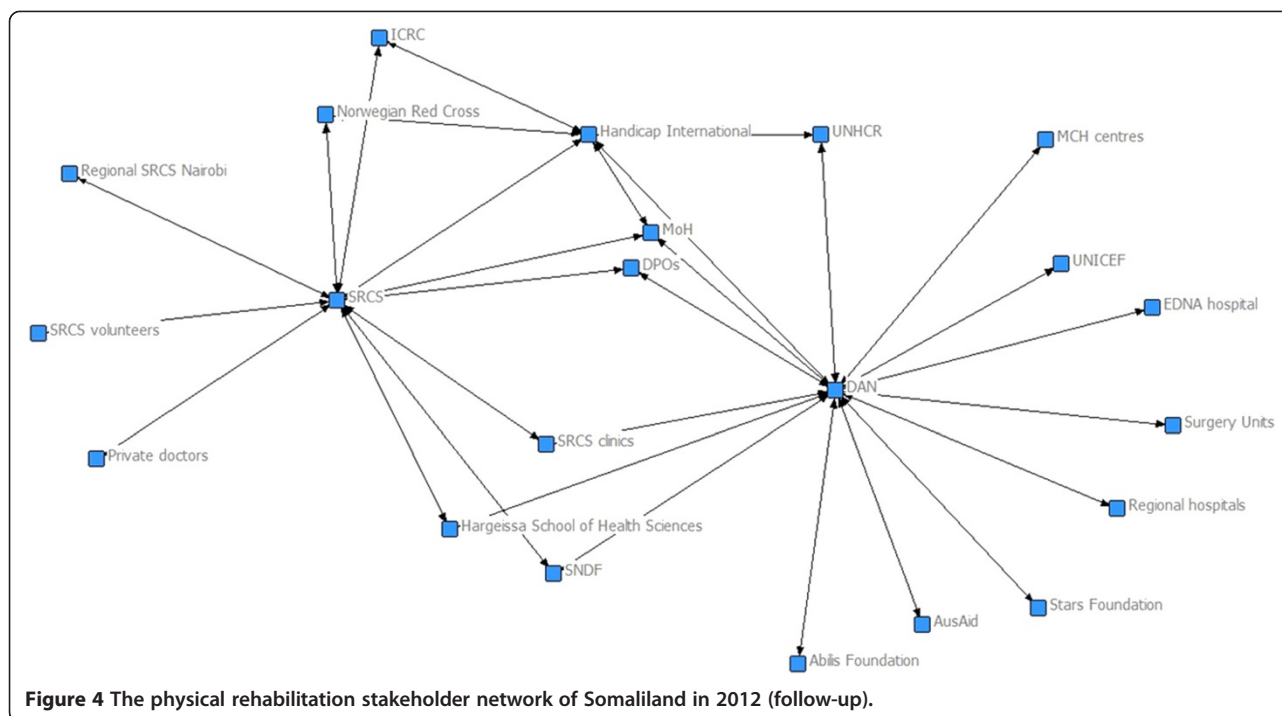 ICRC
Norwegian Red Cross
Handicap International
UNHCR
MCH centres
Regional SRCS Nairobi
MoH
DPOs
UNICEF
SRCS
EDNA hospital
SRCS volunteers
DAN
Surgery Units
SRCS clinics
Private doctors
Regional hospitals
Hargeissa School of Health Sciences
SNDF
Stars Foundation
AusAid
Abilis Foundation
Figure 4 The physical rehabilitation stakeholder network of Somaliland in 2012 (follow-up).